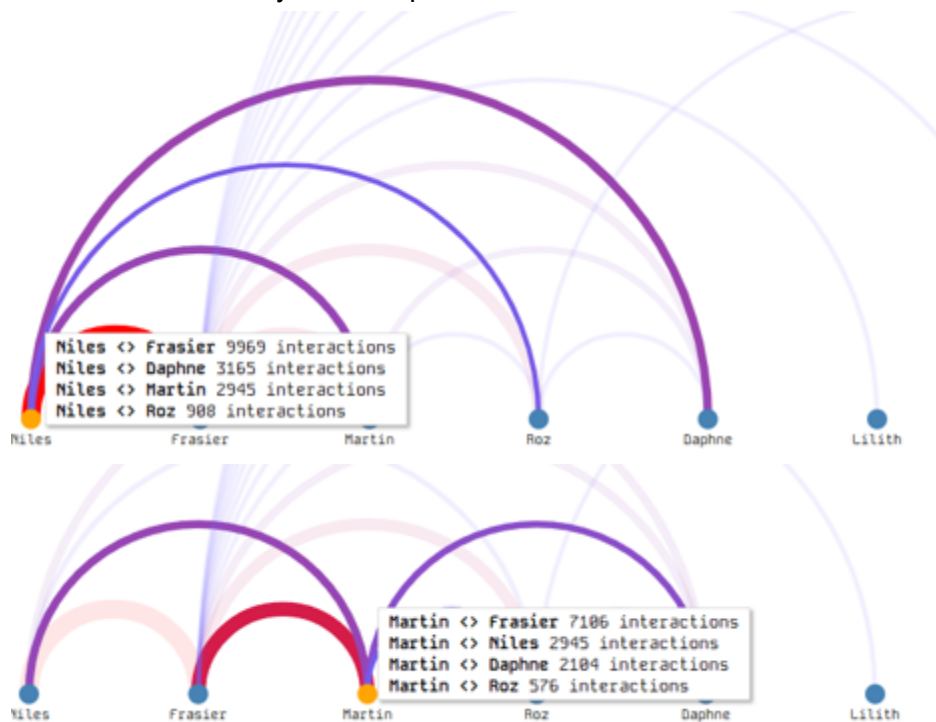 Niles <> Frasier 9969 interactions
Niles <> Daphne 3165 interactions
Niles <> Martin 2945 interactions
Niles <> Roz 908 interactions
Niles Frasier Martin Roz Daphne Lilith
Martin <> Frasier 7106 interactions
Martin <> Niles 2945 interactions
Martin <> Daphne 2104 interactions
Martin <> Roz 576 interactions
Niles Frasier Martin Roz Daphne Lilith